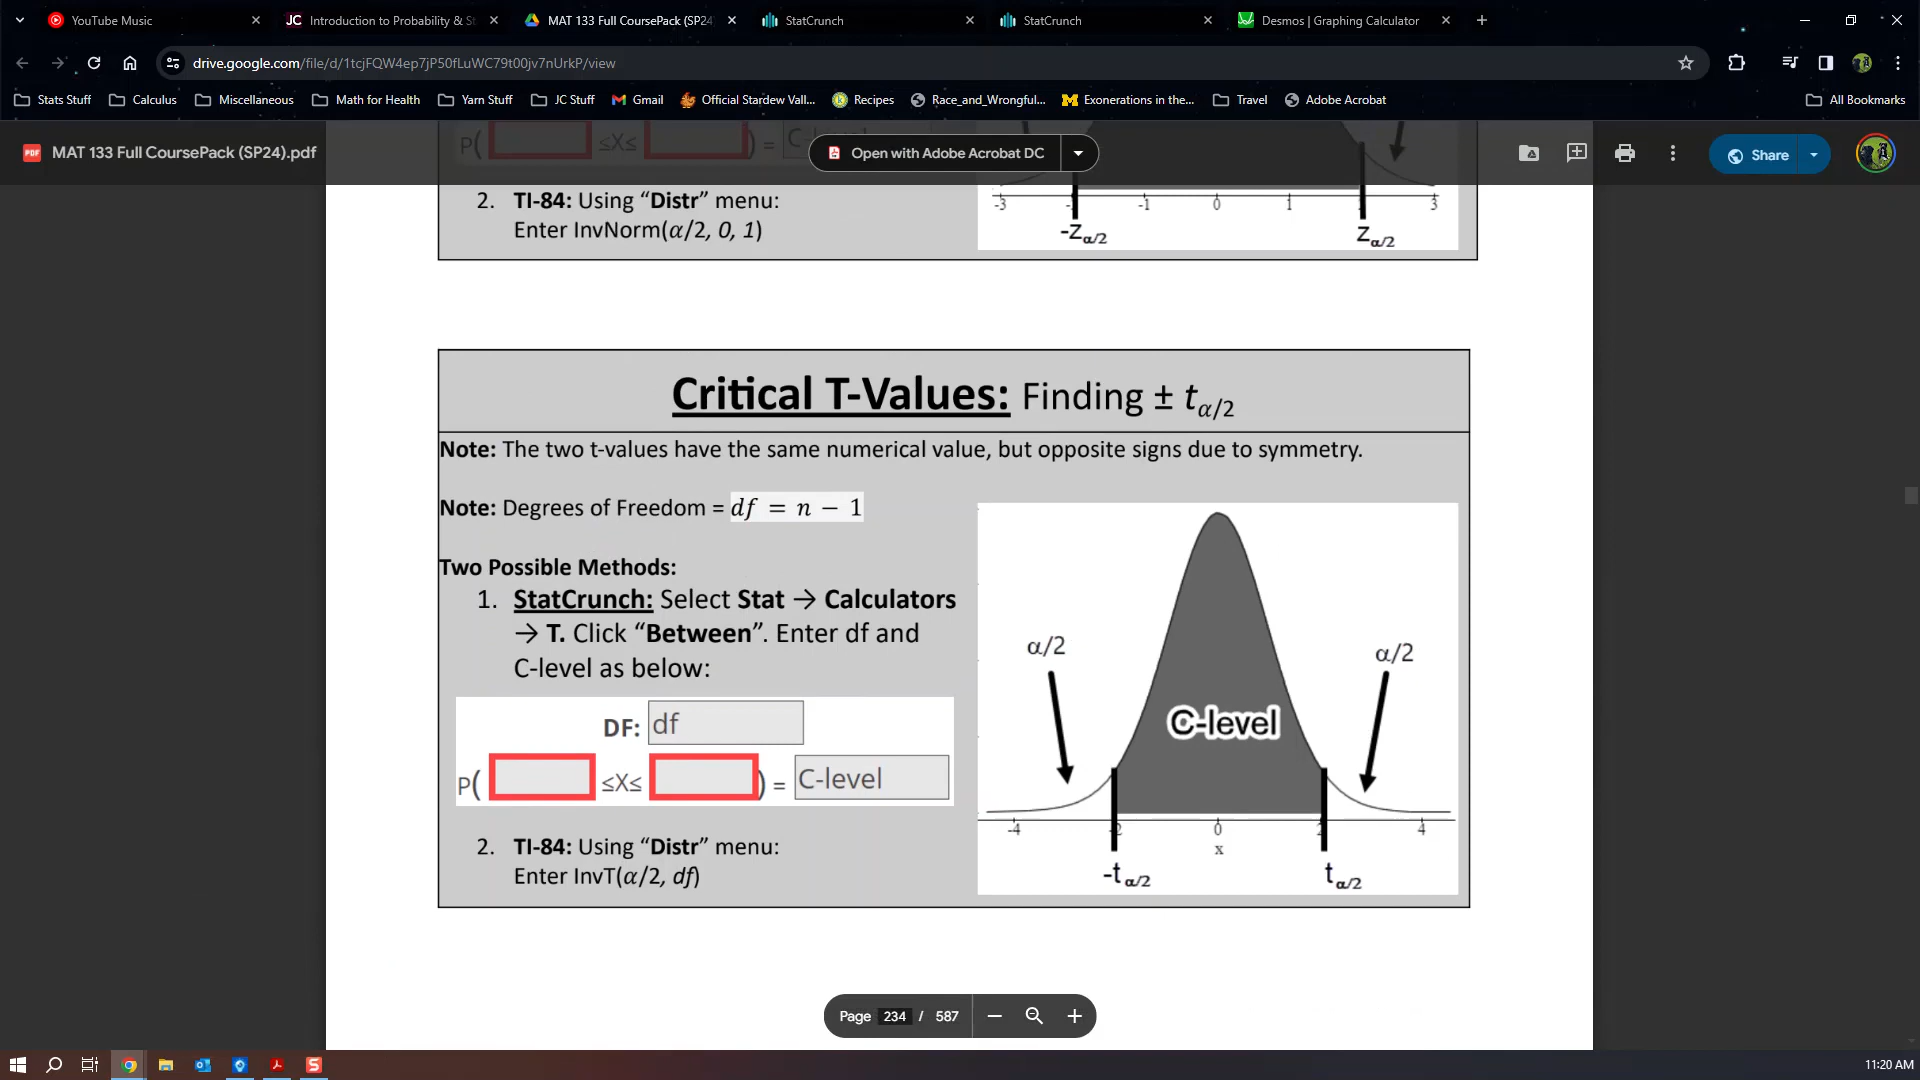 YouTube Music
Introduction to Probability & St
MAT 133 Full CoursePack (SP24
StatCrunch
StatCrunch
Desmos | Graphing Calculator
drive.google.com/file/d/1tcjFQW4ep7jP50fLuWC79t00jv7nUrkP/view
Stats Stuff
Calculus
Miscellaneous
Math for Health
Yarn Stuff
JC Stuff
Gmail
Official Stardew Vall...
Recipes
Race_and_Wrongful...
Exonerations in the...
Travel
Adobe Acrobat
All Bookmarks
PDF MAT 133 Full CoursePack (SP24).pdf
Open with Adobe Acrobat DC
Share
P( ≤X≤ ) =
2. TI-84: Using “Distr” menu:
Enter InvNorm(α/2, 0, 1)
-3 -1 0 1 3
-Zα/2 Zα/2
Critical T-Values: Finding ± tα/2
Note: The two t-values have the same numerical value, but opposite signs due to symmetry.
Note: Degrees of Freedom = df = n − 1
Two Possible Methods:
1. StatCrunch: Select Stat → Calculators
→ T. Click “Between”. Enter df and
C-level as below:
DF: df
P( ≤X≤ ) = C-level
2. TI-84: Using “Distr” menu:
Enter InvT(α/2, df)
α/2
α/2
C-level
-4 0 4
x
-tα/2 tα/2
Page 234 / 587
11:20 AM